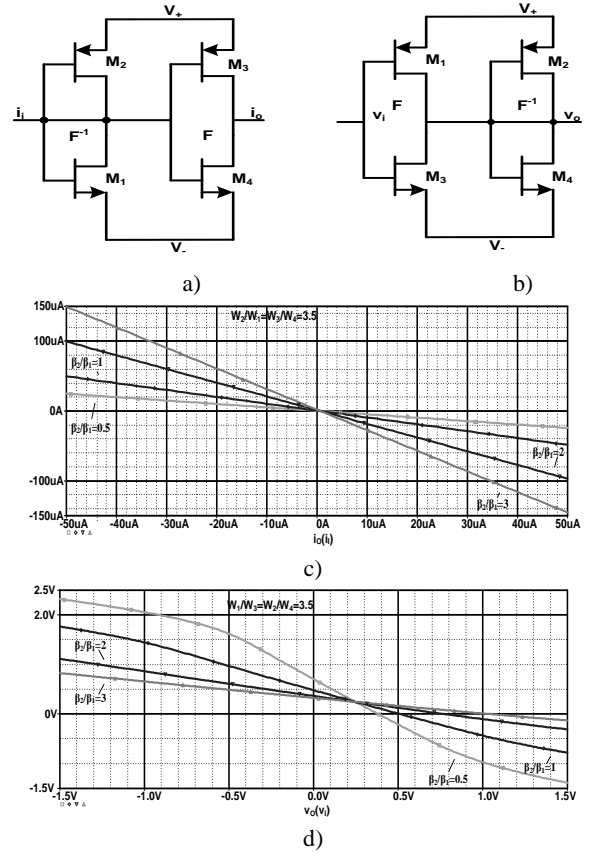 V+
M2
M3
ii
F-1
F
io
M1
M4
V-
a)
V+
M1
M2
vi
F
F-1
vo
M3
M4
V-
b)
150uA
W2/W1=W3/W4=3.5
100uA
β2/β1=1
0A
β2/β1=0.5
β2/β1=2
-100uA
β2/β1=3
-150uA
-50uA -40uA -30uA -20uA -10uA 0A 10uA 20uA 30uA 40uA 50uA
io(ii)
c)
2.5V
W1/W3=W2/W4=3.5
2.0V
β2/β1=2
0V
β2/β1=3
β2/β1=1
β2/β1=0.5
-1.5V
-1.5V -1.0V -0.5V 0.0V 0.5V 1.0V 1.5V
vo(vi)
d)